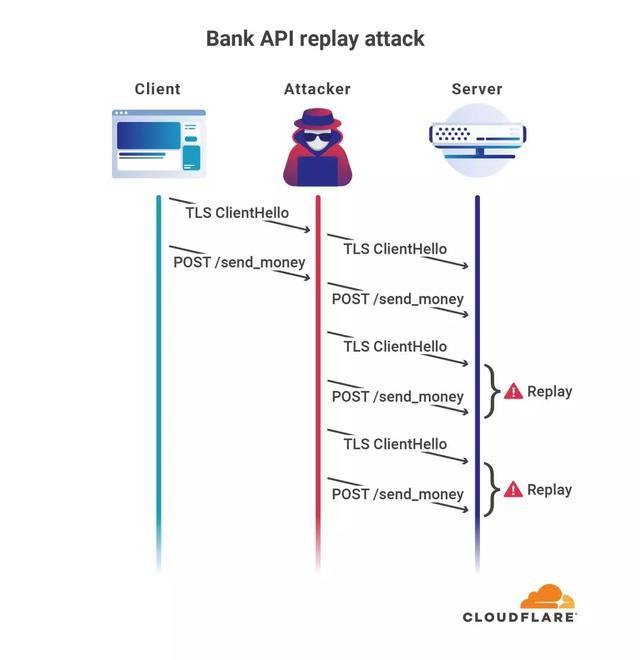 Bank API replay attack
Client
Attacker
Server
TLS ClientHello
TLS ClientHello
POST /send_money
POST /send_money
TLS ClientHello
POST /send_money
Replay
TLS ClientHello
POST /send_money
Replay
CLOUDFLARE